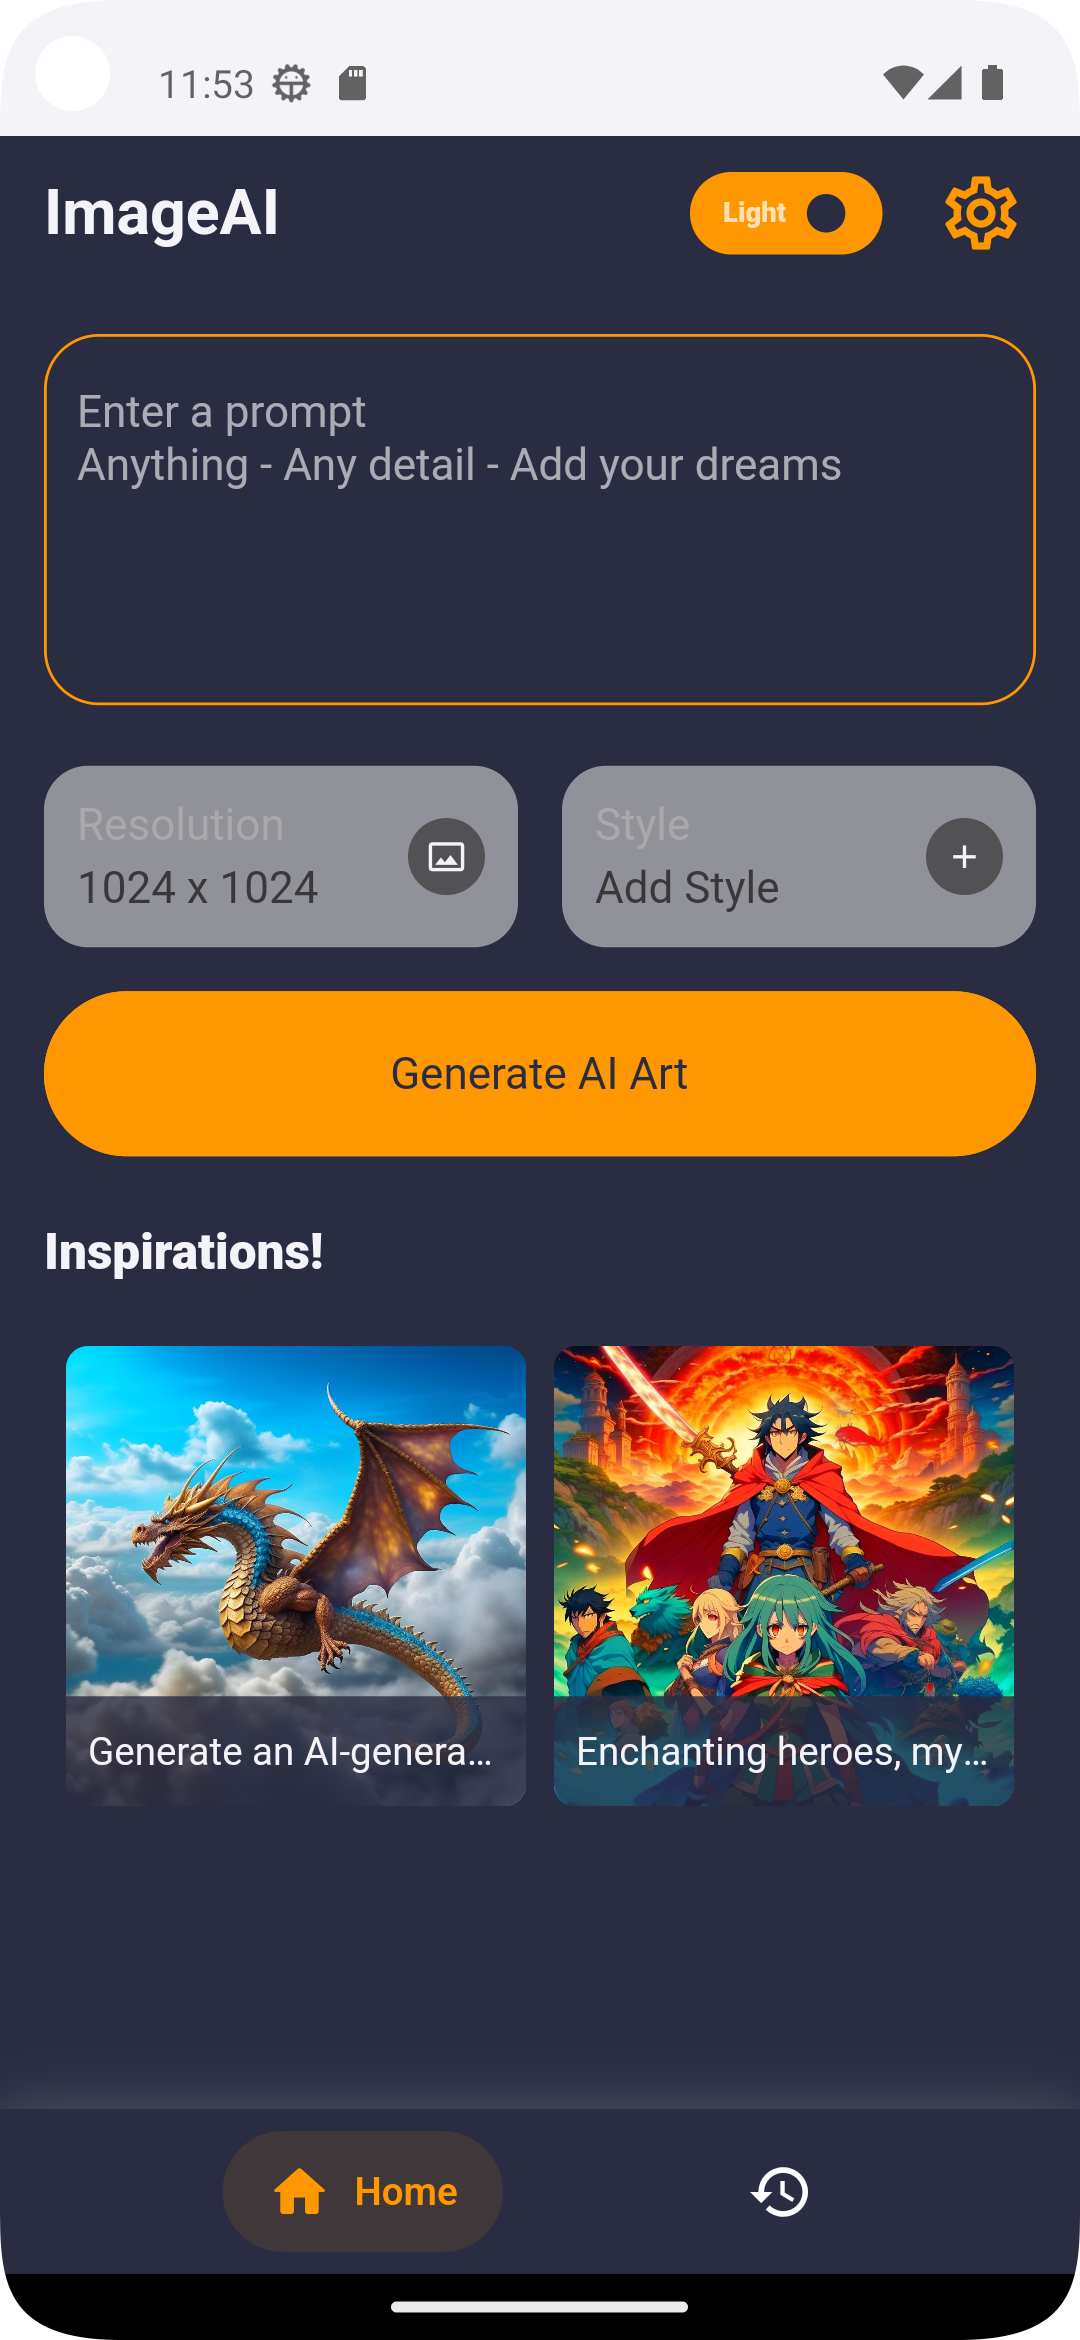 11:53
ImageAI
Light
Enter a prompt
Anything - Any detail - Add your dreams
Resolution
1024 x 1024
Style
Add Style
Generate AI Art
Inspirations!
Generate an AI-genera...
Enchanting heroes, my...
Home